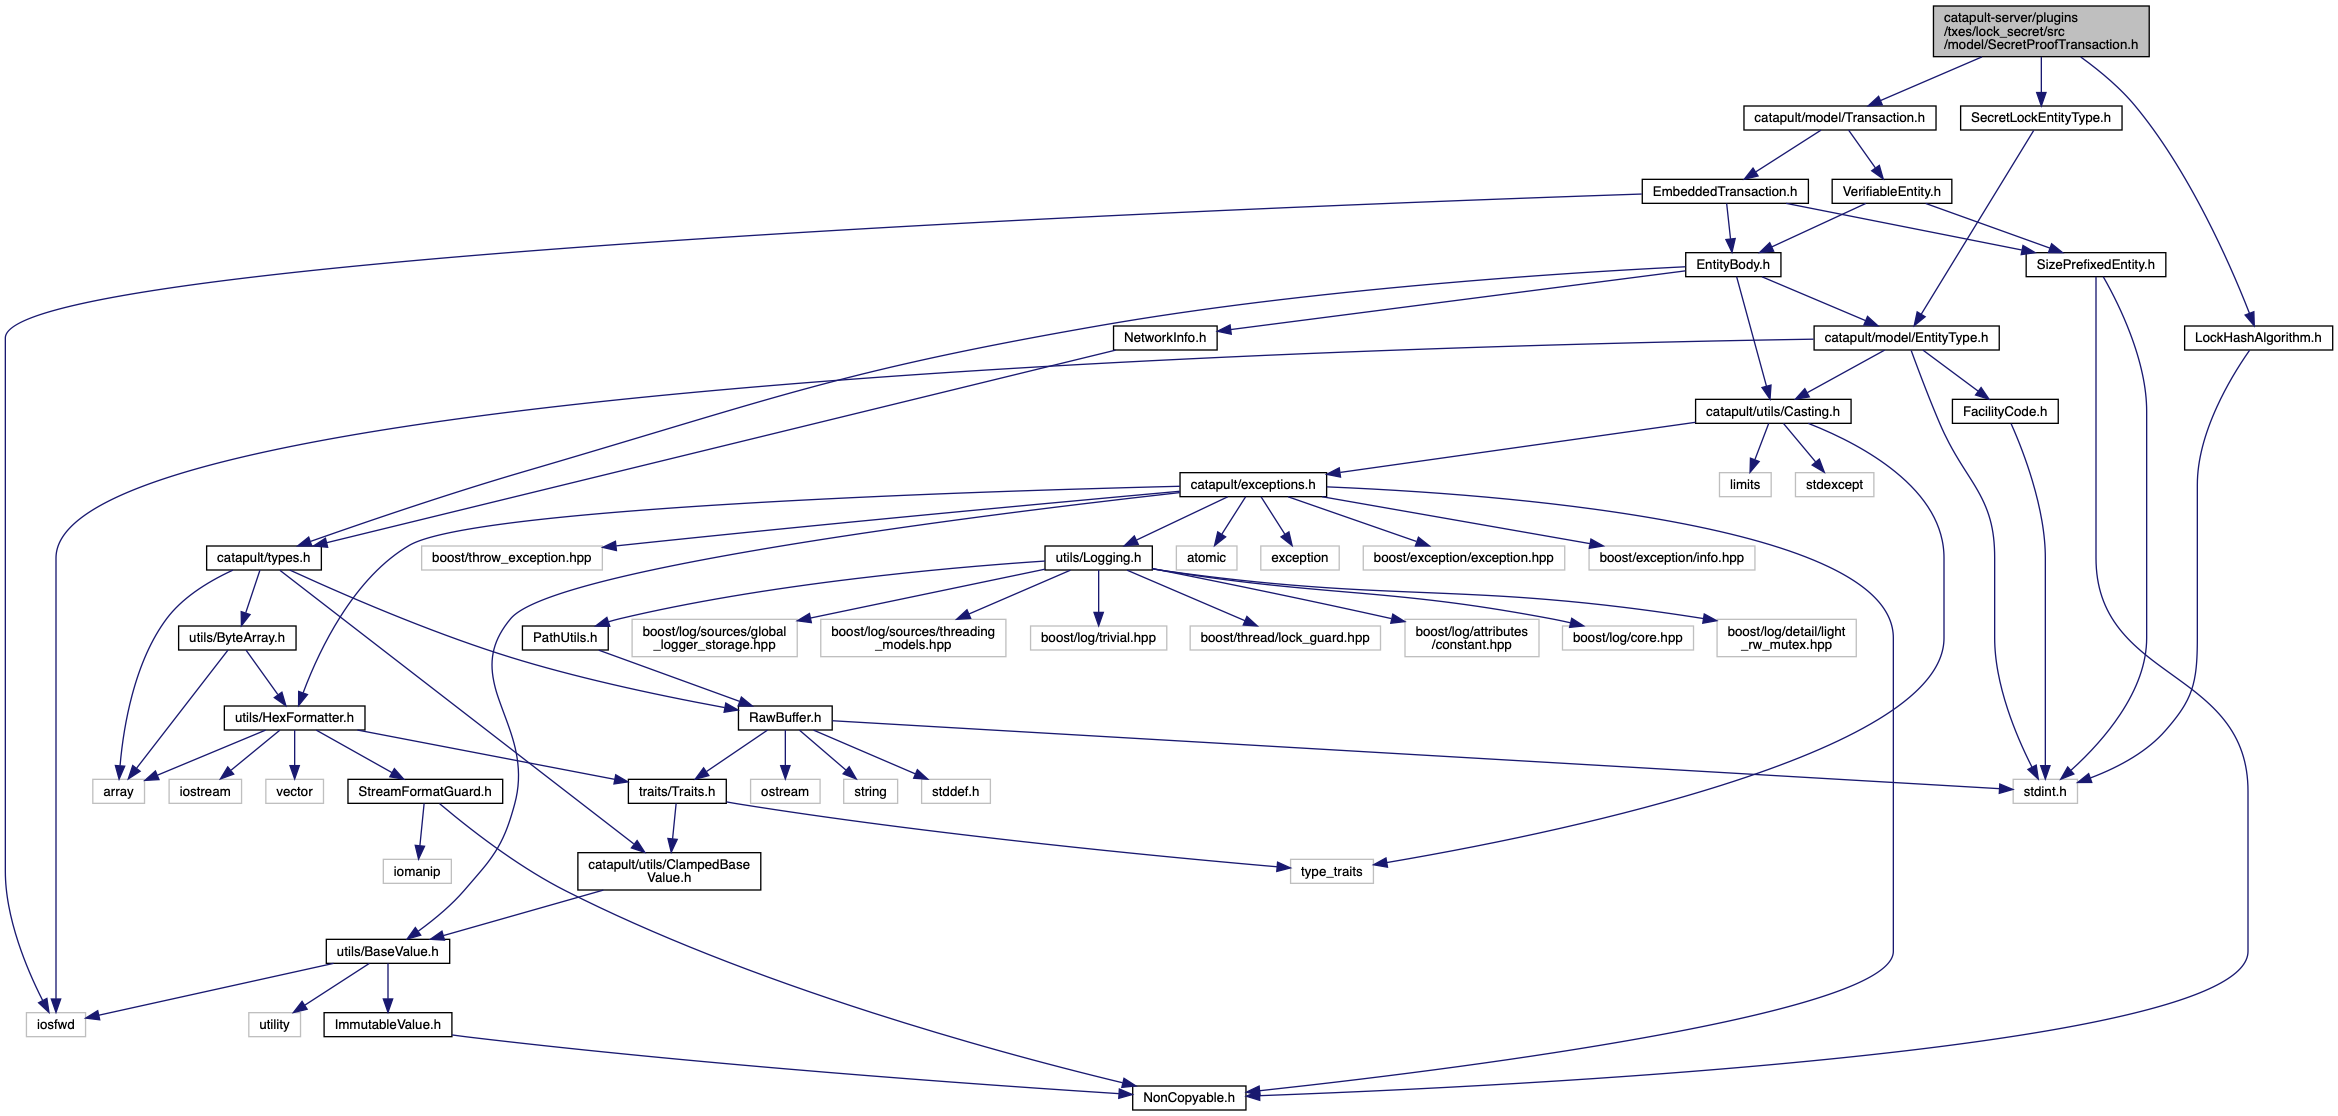 catapult-server/plugins
/txes/lock_secret/src
/model/SecretProofTransaction.h
catapult/model/Transaction.h
SecretLockEntityType.h
EmbeddedTransaction.h
VerifiableEntity.h
EntityBody.h
SizePrefixedEntity.h
NetworkInfo.h
catapult/model/EntityType.h
LockHashAlgorithm.h
catapult/utils/Casting.h
FacilityCode.h
catapult/exceptions.h
limits
stdexcept
catapult/types.h
boost/throw_exception.hpp
utils/Logging.h
atomic
exception
boost/exception/exception.hpp
boost/exception/info.hpp
utils/ByteArray.h
PathUtils.h
boost/log/sources/global
_logger_storage.hpp
boost/log/sources/threading
_models.hpp
boost/log/trivial.hpp
boost/thread/lock_guard.hpp
boost/log/attributes
/constant.hpp
boost/log/core.hpp
boost/log/detail/light
_rw_mutex.hpp
utils/HexFormatter.h
RawBuffer.h
array
iostream
vector
StreamFormatGuard.h
traits/Traits.h
ostream
string
stddef.h
stdint.h
iomanip
catapult/utils/ClampedBase
Value.h
type_traits
utils/BaseValue.h
iosfwd
utility
ImmutableValue.h
NonCopyable.h